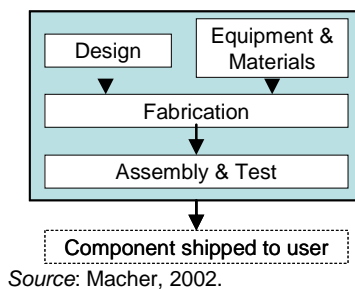 Design
Equipment &
Materials
Fabrication
Assembly & Test
Component shipped to user
Source: Macher, 2002.